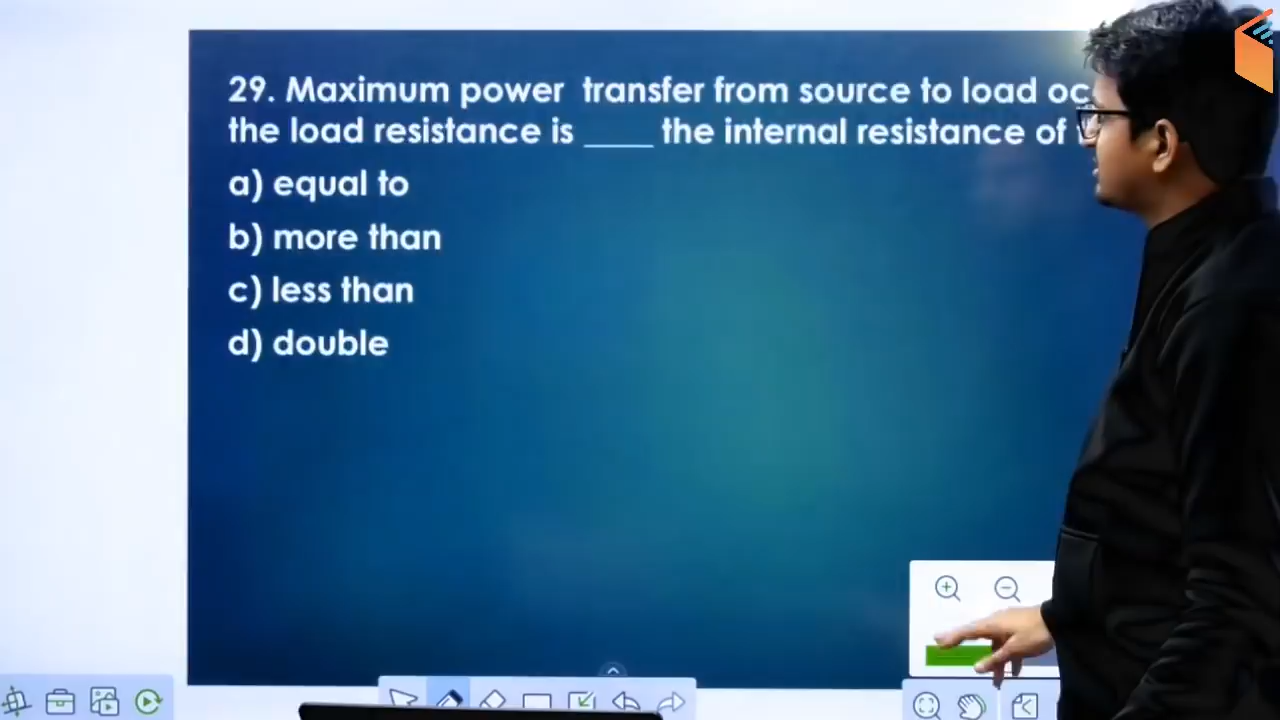 29. Maximum power transfer from source to load
the load resistance is ____ the internal resistance of
a) equal to
b) more than
c) less than
d) double